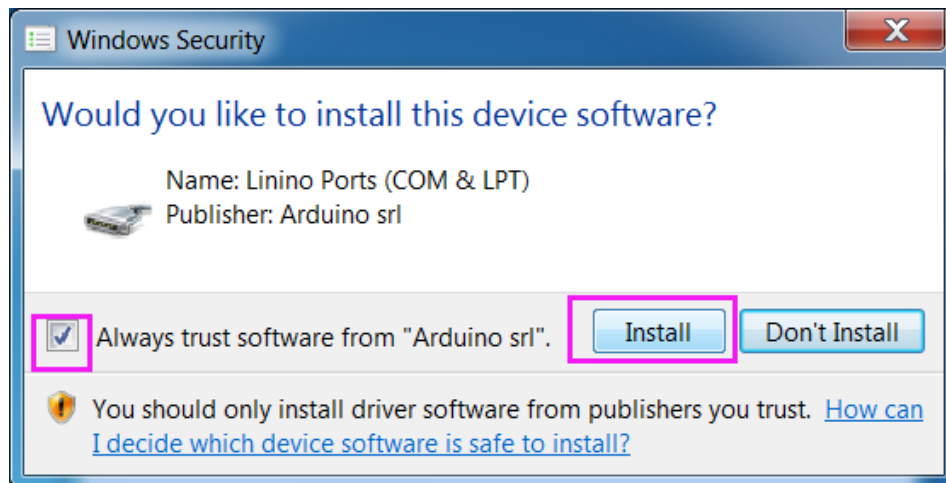 Windows Security
Would you like to install this device software?
Name: Linino Ports (COM & LPT)
Publisher: Arduino srl
Always trust software from "Arduino srl".
Install
Don't Install
You should only install driver software from publishers you trust. How can
I decide which device software is safe to install?